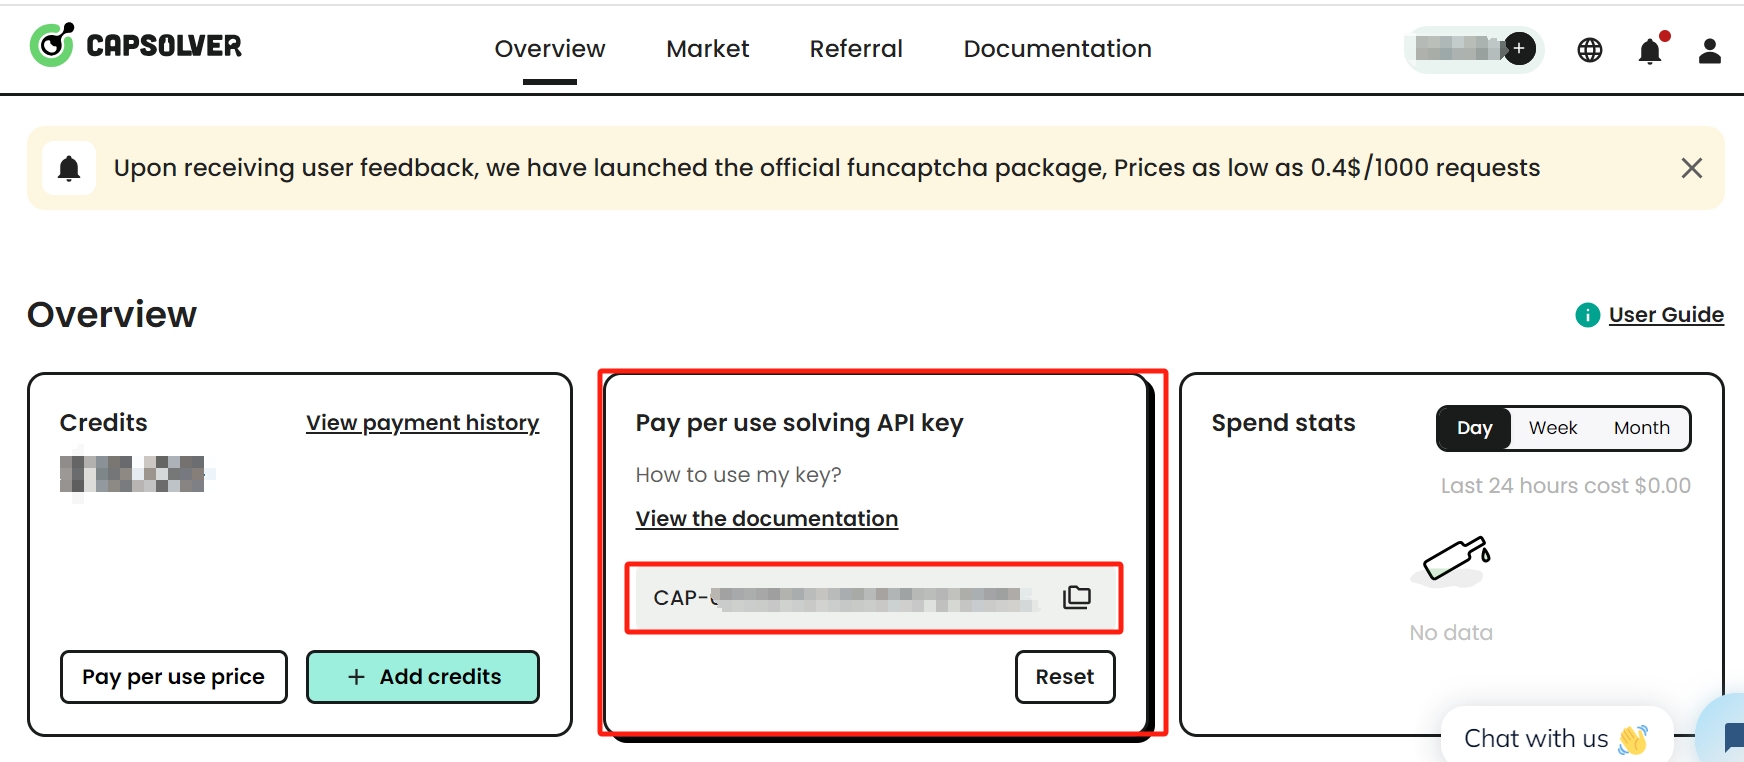 CAPSOLVER
Overview
Market
Referral
Documentation
Upon receiving user feedback, we have launched the official funcaptcha package, Prices as low as 0.4$/1000 requests
Overview
User Guide
Credits
View payment history
Pay per use price
+ Add credits
Pay per use solving API key
How to use my key?
View the documentation
CAP-
Reset
Spend stats
Day
Week
Month
Last 24 hours cost $0.00
No data
Chat with us 👋